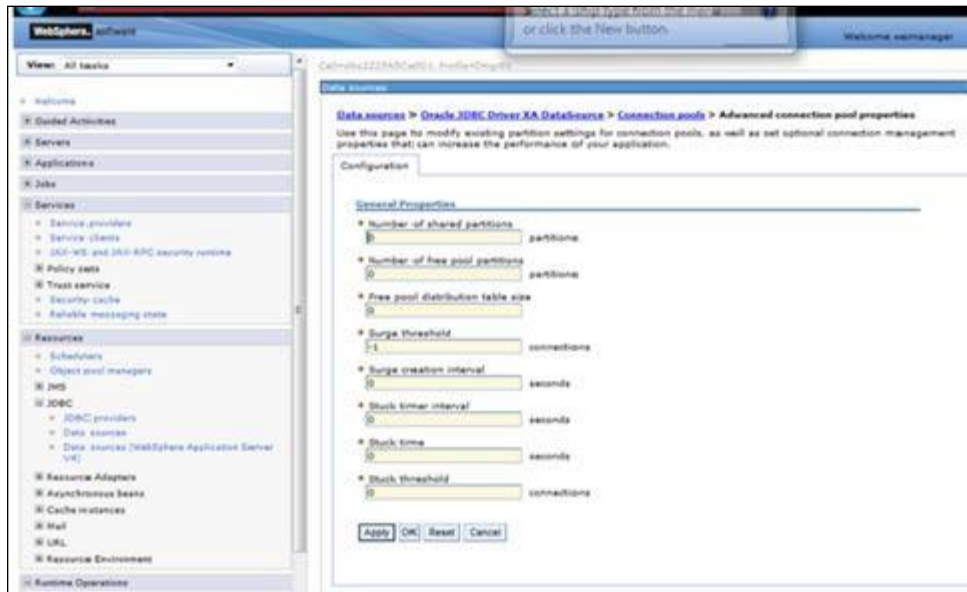 or click the New button.
WebSphere. software
Welcome wsmanager
View: All tasks
Data sources
Welcome
Guided Activities
Servers
Applications
Jobs
Services
Service providers
Service clients
JAX-WS and JAX-RPC security runtime
Policy sets
Trust service
Security cache
Reliable messaging state
Resources
Schedulers
Object pool managers
JMS
JDBC
JDBC providers
Data sources
Data sources (WebSphere Application Server V4)
Resource Adapters
Asynchronous beans
Cache instances
Mail
URL
Resource Environment
Runtime Operations
Data sources > Oracle JDBC Driver XA DataSource > Connection pools > Advanced connection pool properties
Use this page to modify existing partition settings for connection pools, as well as set optional connection management
properties that can increase the performance of your application.
Configuration
General Properties
* Number of shared partitions
0 partitions
* Number of free pool partitions
0 partitions
* Free pool distribution table size
0
* Surge threshold
-1 connections
* Surge creation interval
0 seconds
* Stuck timer interval
0 seconds
* Stuck time
0 seconds
* Stuck threshold
0 connections
Apply OK Reset Cancel